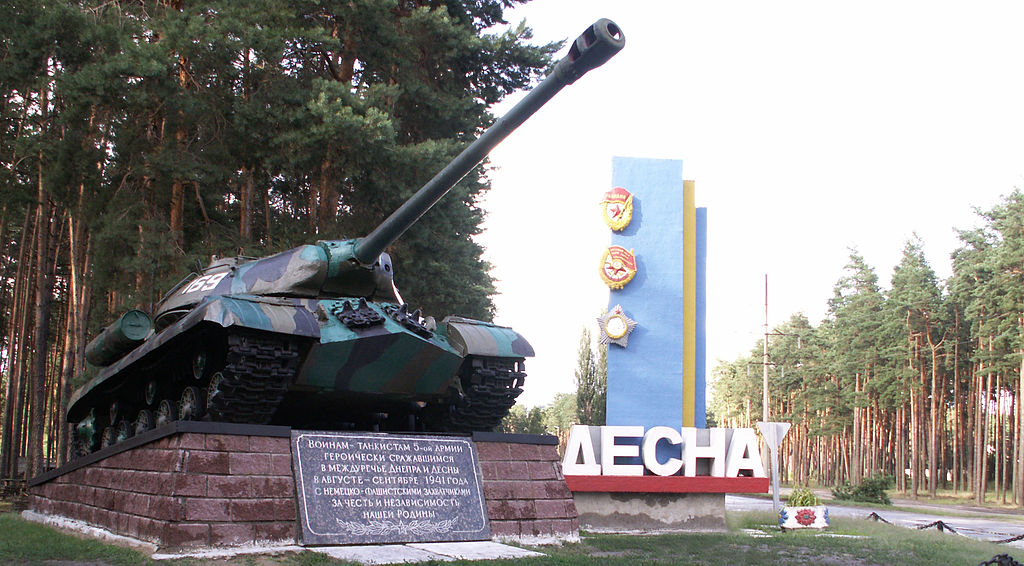 169
Воинам-танкистам 5-ой армии
героически сражавшимся
в междуречье Днепра и Десны
в августе-сентябре 1941 года
с немецко-фашистскими захватчиками
за честь и независимость
нашей Родины
ДЕСНА